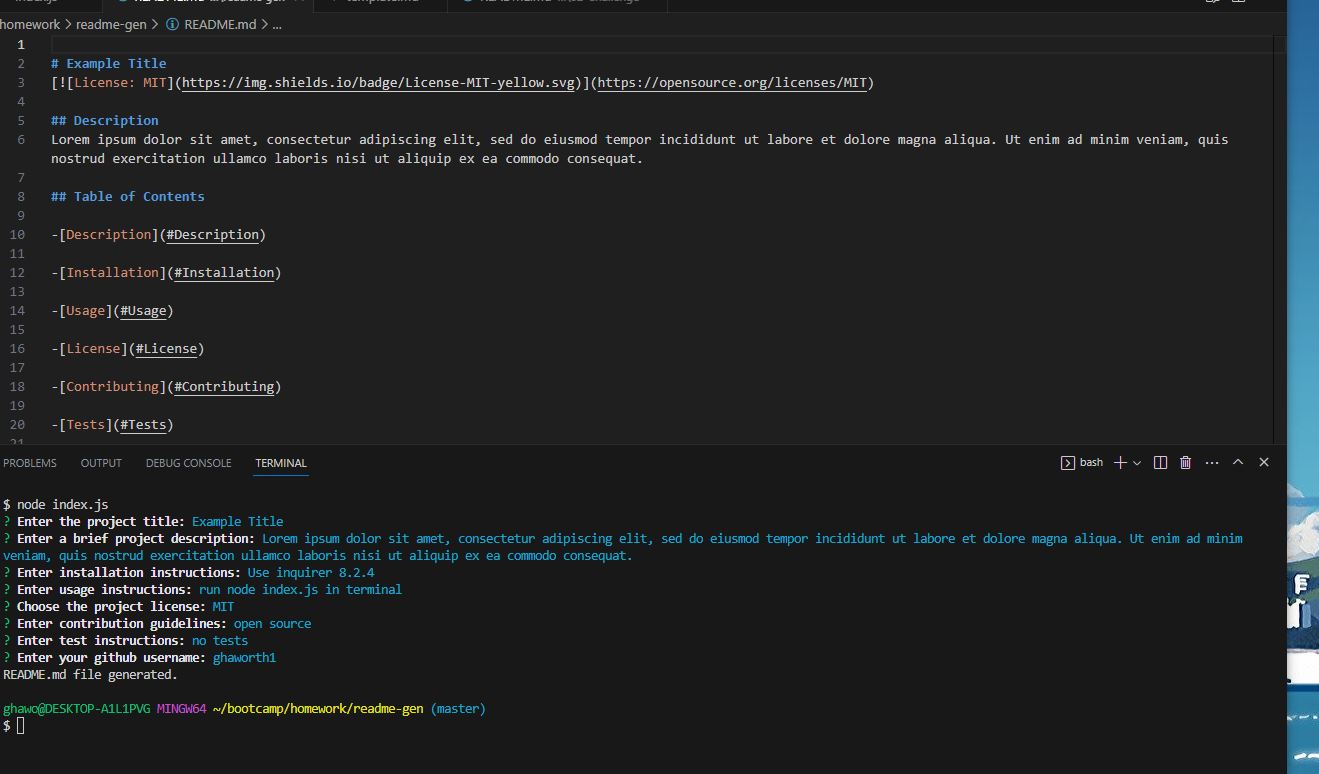 homework > readme-gen > README.md > ...
1
2 # Example Title
3 [![License: MIT](https://img.shields.io/badge/License-MIT-yellow.svg)](https://opensource.org/licenses/MIT)
4
5 ## Description
6 Lorem ipsum dolor sit amet, consectetur adipiscing elit, sed do eiusmod tempor incididunt ut labore et dolore magna aliqua. Ut enim ad minim veniam, quis
nostrud exercitation ullamco laboris nisi ut aliquip ex ea commodo consequat.
7
8 ## Table of Contents
9
10 -[Description](#Description)
11
12 -[Installation](#Installation)
13
14 -[Usage](#Usage)
15
16 -[License](#License)
17
18 -[Contributing](#Contributing)
19
20 -[Tests](#Tests)
21
PROBLEMS OUTPUT DEBUG CONSOLE TERMINAL bash
$ node index.js
? Enter the project title: Example Title
? Enter a brief project description: Lorem ipsum dolor sit amet, consectetur adipiscing elit, sed do eiusmod tempor incididunt ut labore et dolore magna aliqua. Ut enim ad minim
veniam, quis nostrud exercitation ullamco laboris nisi ut aliquip ex ea commodo consequat.
? Enter installation instructions: Use inquirer 8.2.4
? Enter usage instructions: run node index.js in terminal
? Choose the project license: MIT
? Enter contribution guidelines: open source
? Enter test instructions: no tests
? Enter your github username: ghaworth1
README.md file generated.
ghawo@DESKTOP-A1L1PVG MINGW64 ~/bootcamp/homework/readme-gen (master)
$